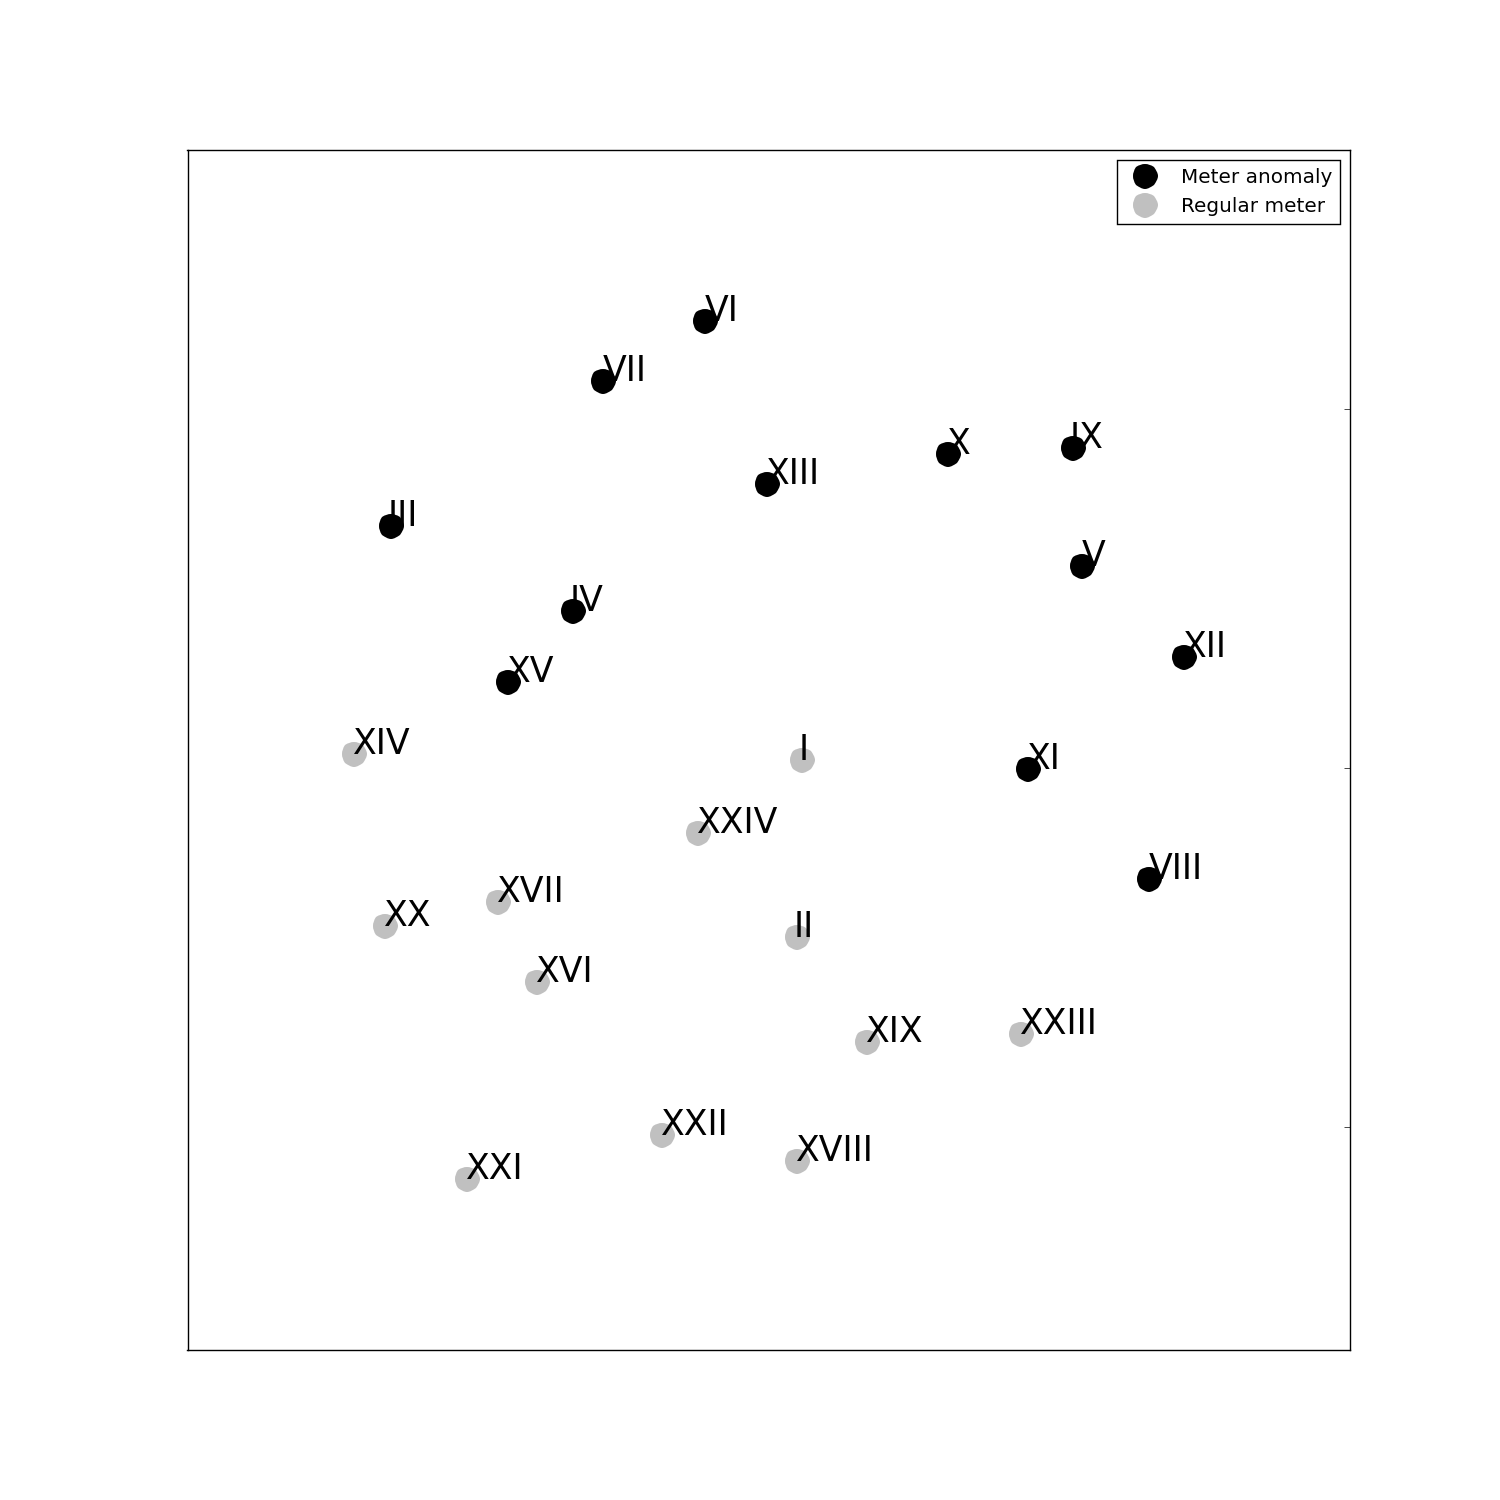 Meter anomaly
Regular meter
VI
VII
X
IX
XIII
III
V
IV
XII
XV
XIV
I
XI
XXIV
VIII
XVII
XX
II
XVI
XXIII
XIX
XXII
XVIII
XXI